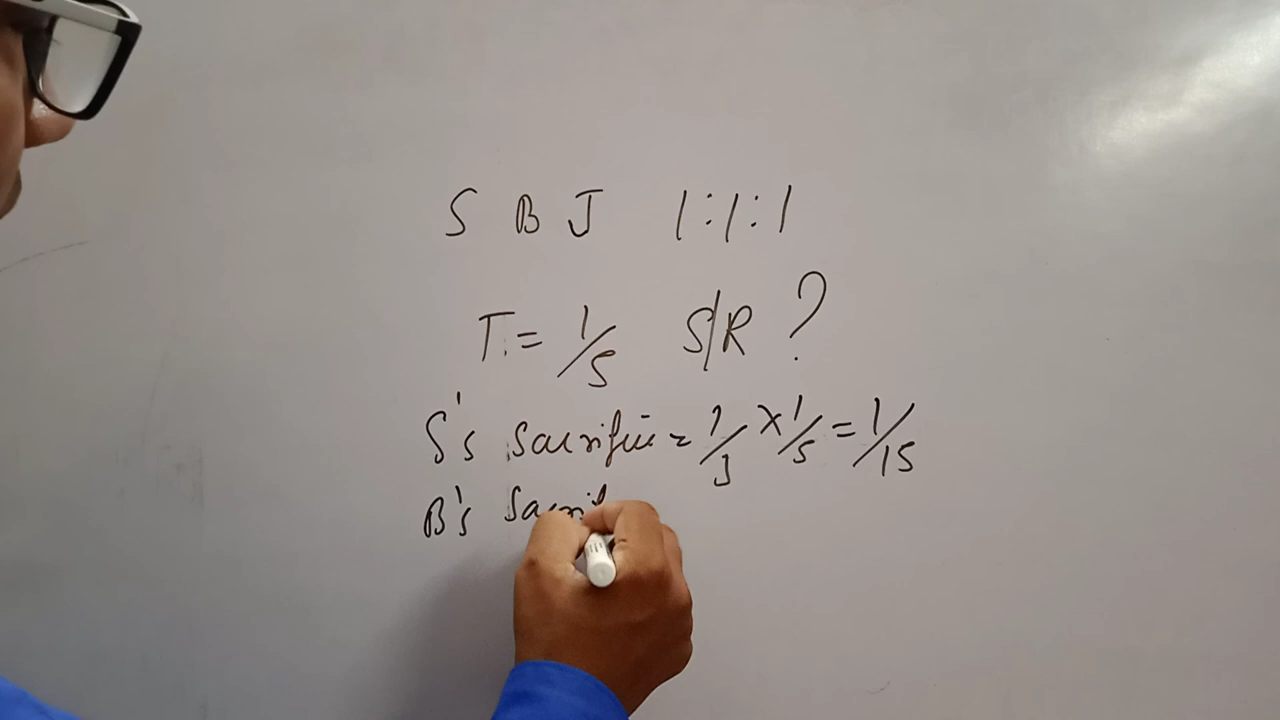 S B J 1:1:1
T = 1/5 S/R ?
S's Sacrifice = 1/3 x 1/5 = 1/15
B's